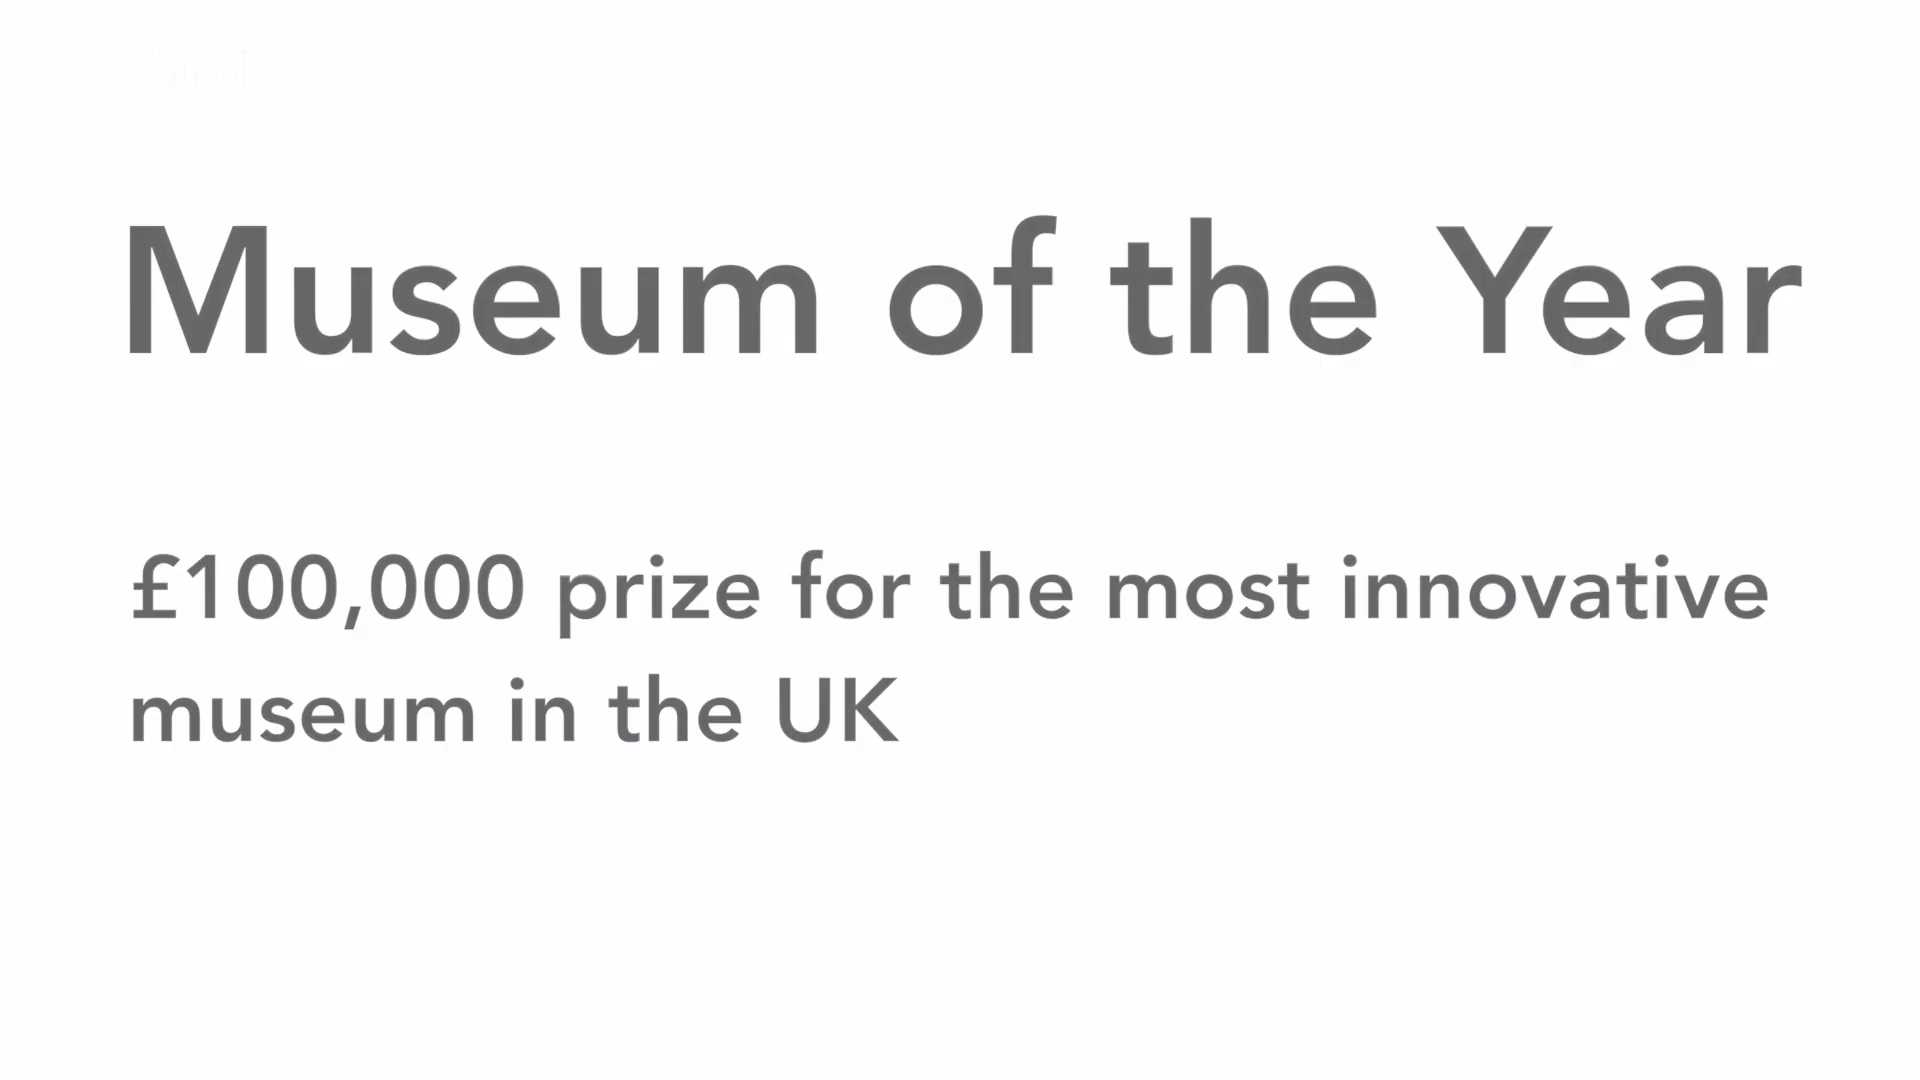 Museum of the Year
£100,000 prize for the most innovative
museum in the UK